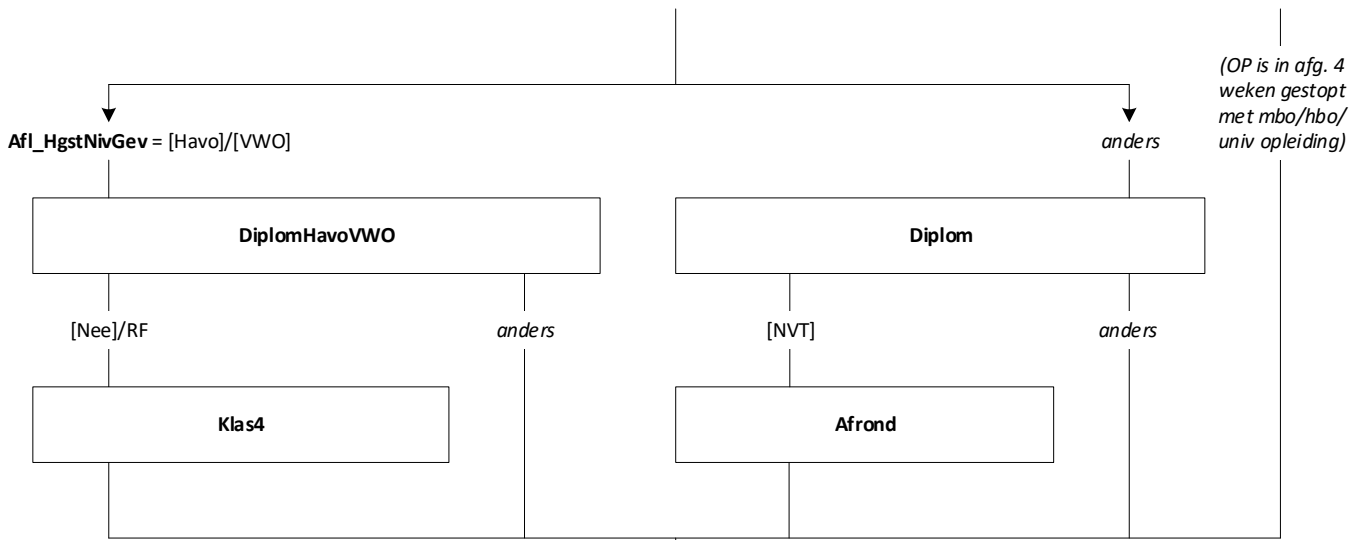 (OP is in afg. 4
weken gestopt
met mbo/hbo/
univ opleiding)
Afl_HgstNivGev = [Havo]/[VWO]
anders
DiplomHavoVWO
Diplom
[Nee]/RF
anders
[NVT]
anders
Klas4
Afrond